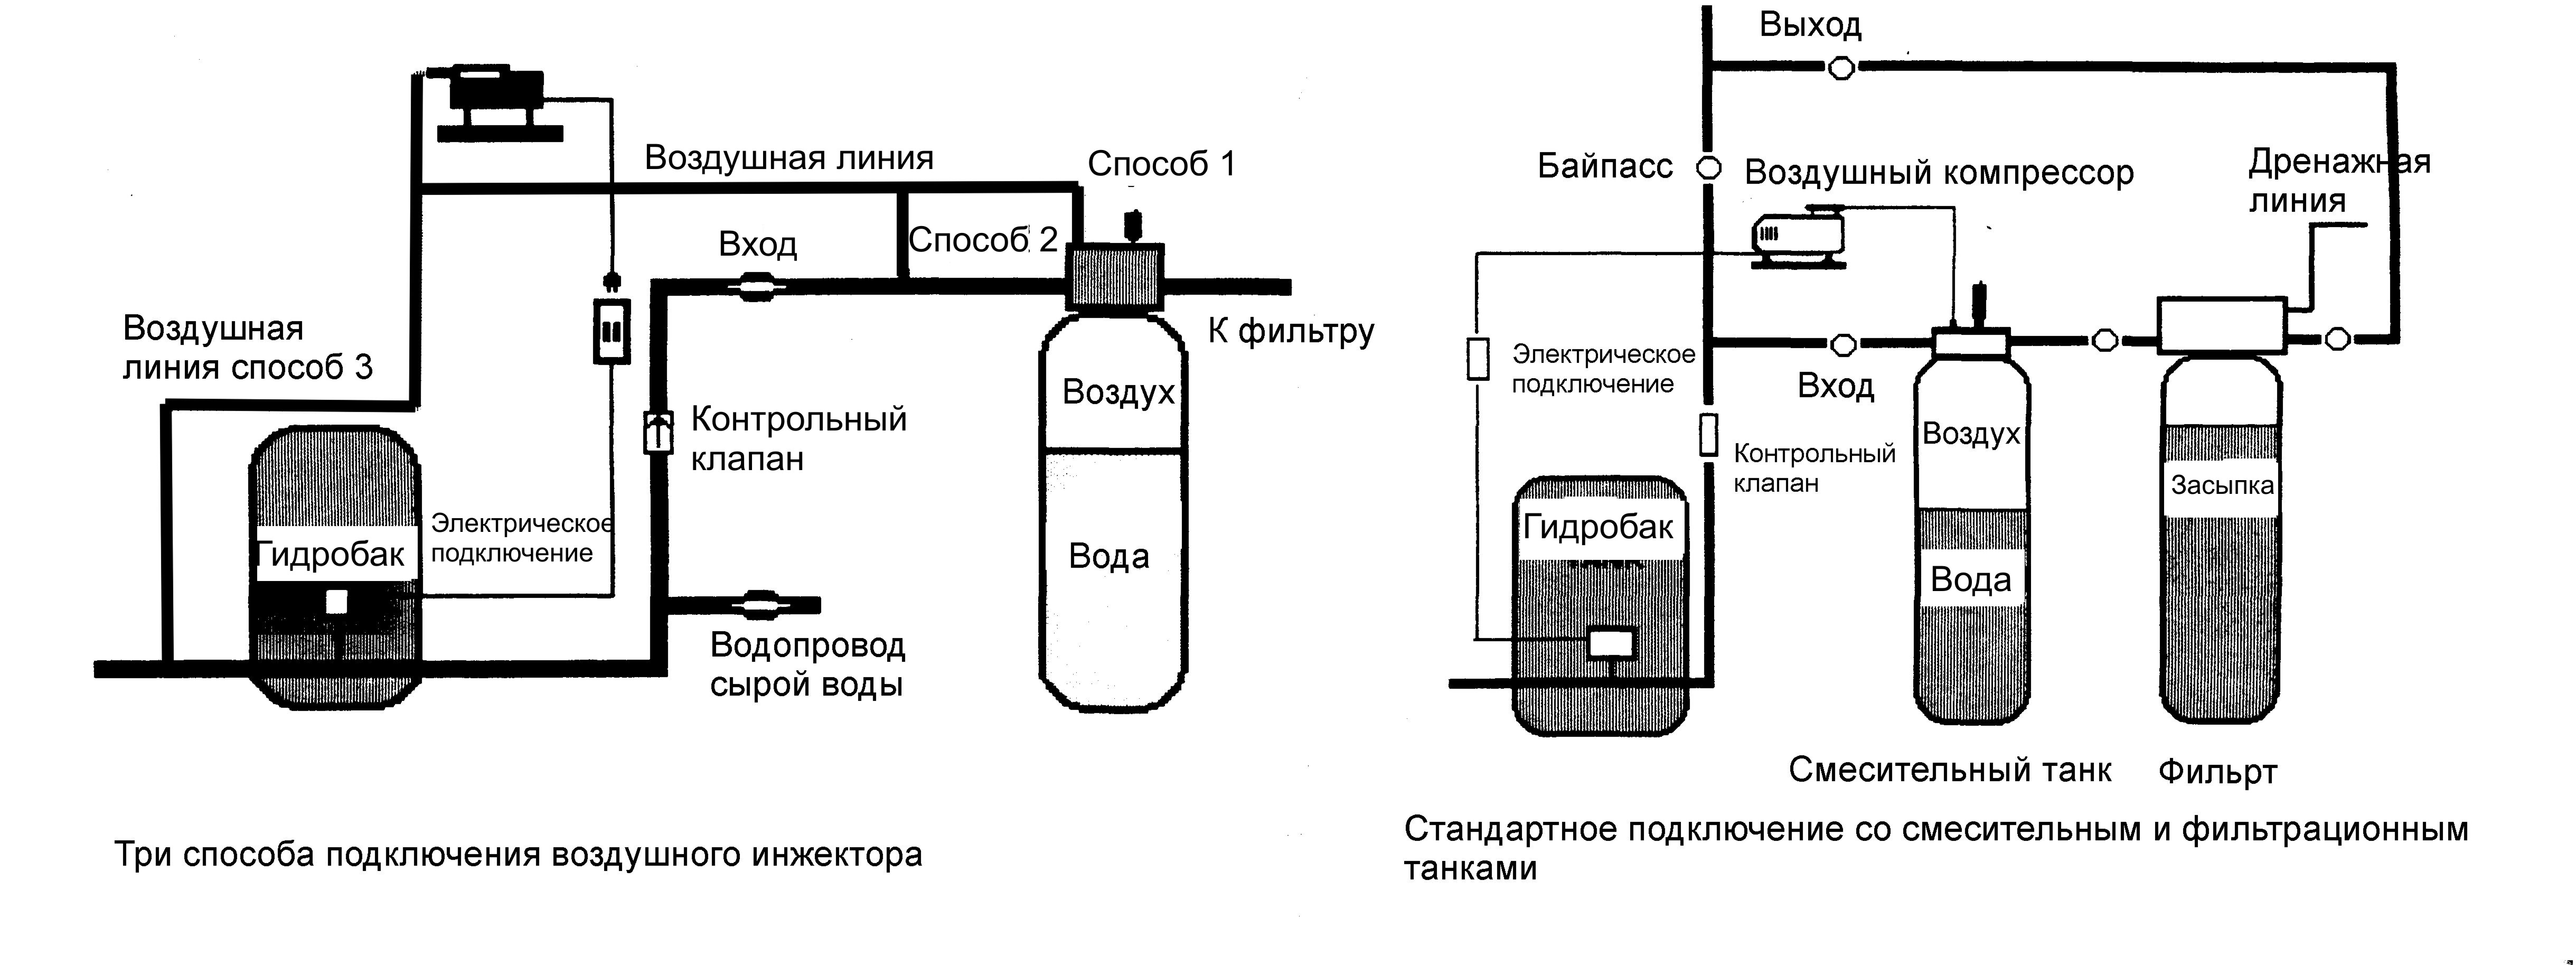 Воздушная линия
Способ 1
Вход
Способ 2
Воздушная
линия способ 3
К фильтру
Воздух
Контрольный
клапан
Электрическое
подключение
Гидробак
Вода
Водопровод
сырой воды
Три способа подключения воздушного инжектора
Выход
Байпасс
Воздушный компрессор
Дренажная
линия
Электрическое
подключение
Вход
Воздух
Контрольный
клапан
Засыпка
Гидробак
Вода
Смесительный танк
Фильрт
Стандартное подключение со смесительным и фильтрационным
танками